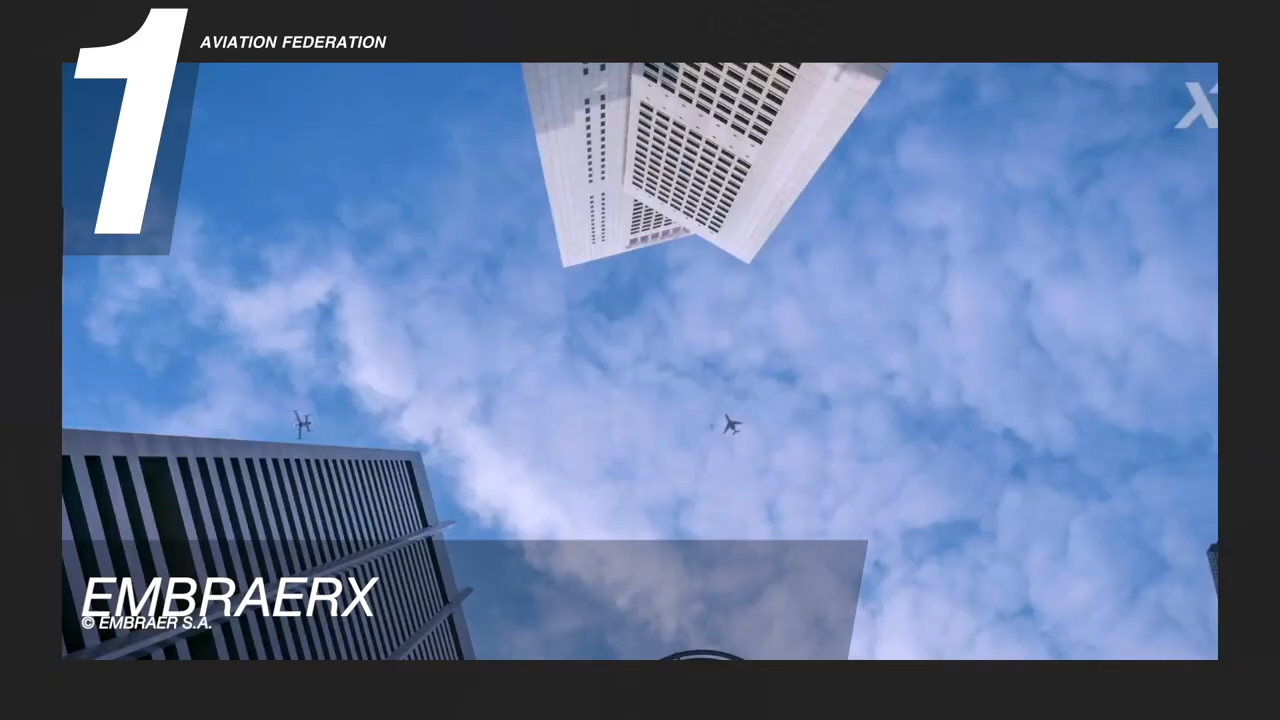 1
AVIATION FEDERATION
X
EMBRAERX
© EMBRAER S.A.